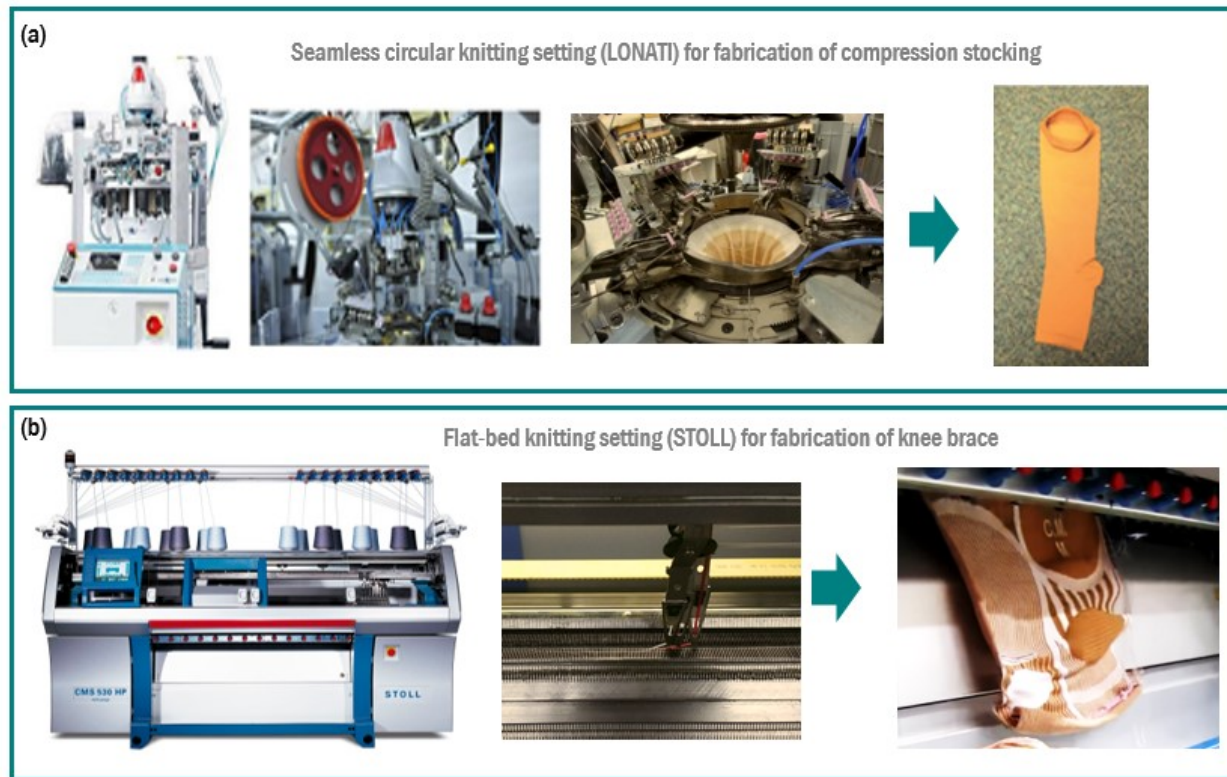 (a)
Seamless circular knitting setting (LONATI) for fabrication of compression stocking
(b)
Flat-bed knitting setting (STOLL) for fabrication of knee brace
CMS 530 HP
STOLL